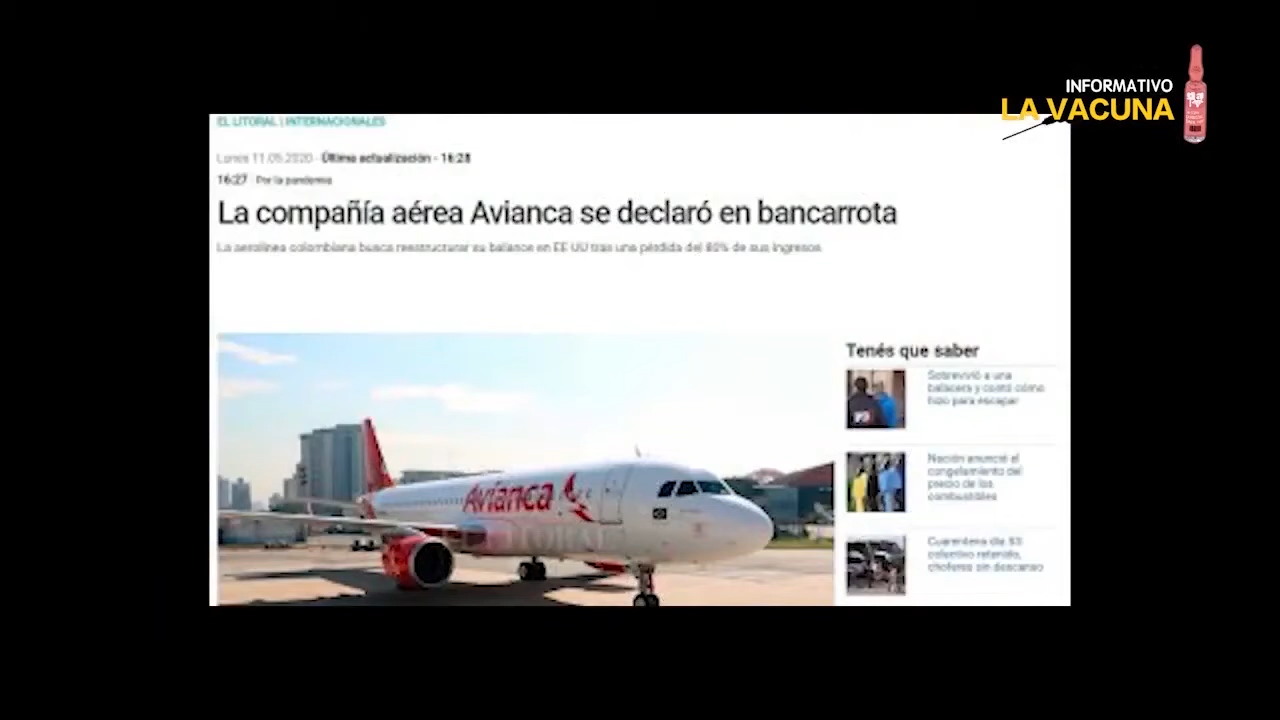 INFORMATIVO
LA VACUNA
EL LITORAL | INTERNACIONALES
Lunes 11.05.2020 - Última actualización - 16:28
16:27 Por la pandemia
La compañía aérea Avianca se declaró en bancarrota
La aerolínea colombiana busca reestructurar su balance en EE UU tras una pérdida del 80% de sus ingresos
Tenés que saber
Sobrevivió a una
balacera y contó cómo
hizo para escapar
Avianca
Nación anunció el
congelamiento del
precio de los
combustibles
Cuarentena día 53:
colectivo retenido,
choferes sin descanso